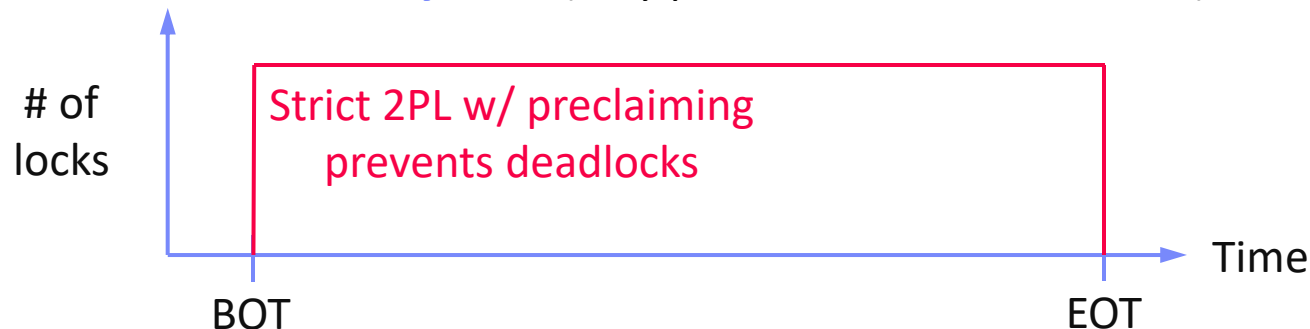 # of
locks
Strict 2PL w/ preclaiming
prevents deadlocks
Time
BOT
EOT